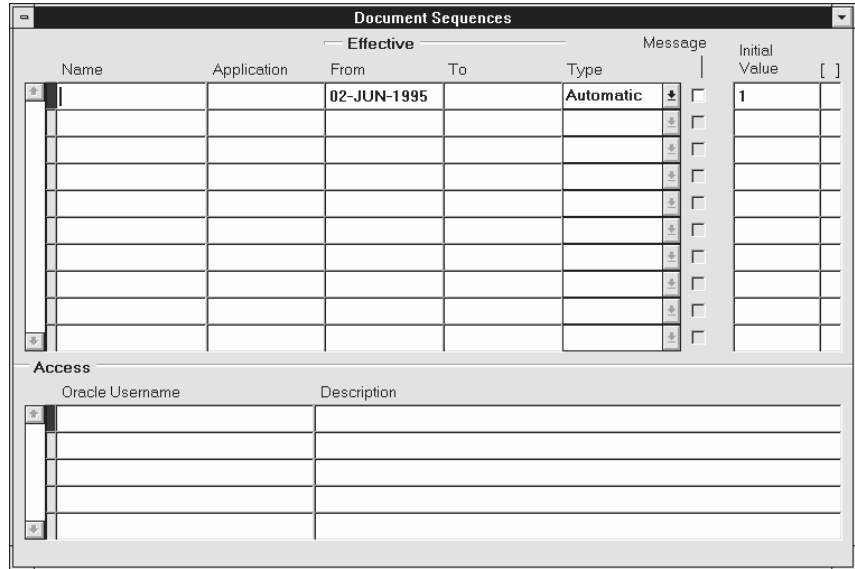 Document Sequences
Effective
Message
Initial
Name Application From To Type Value [ ]
02-JUN-1995 Automatic 1
Access
Oracle Username Description